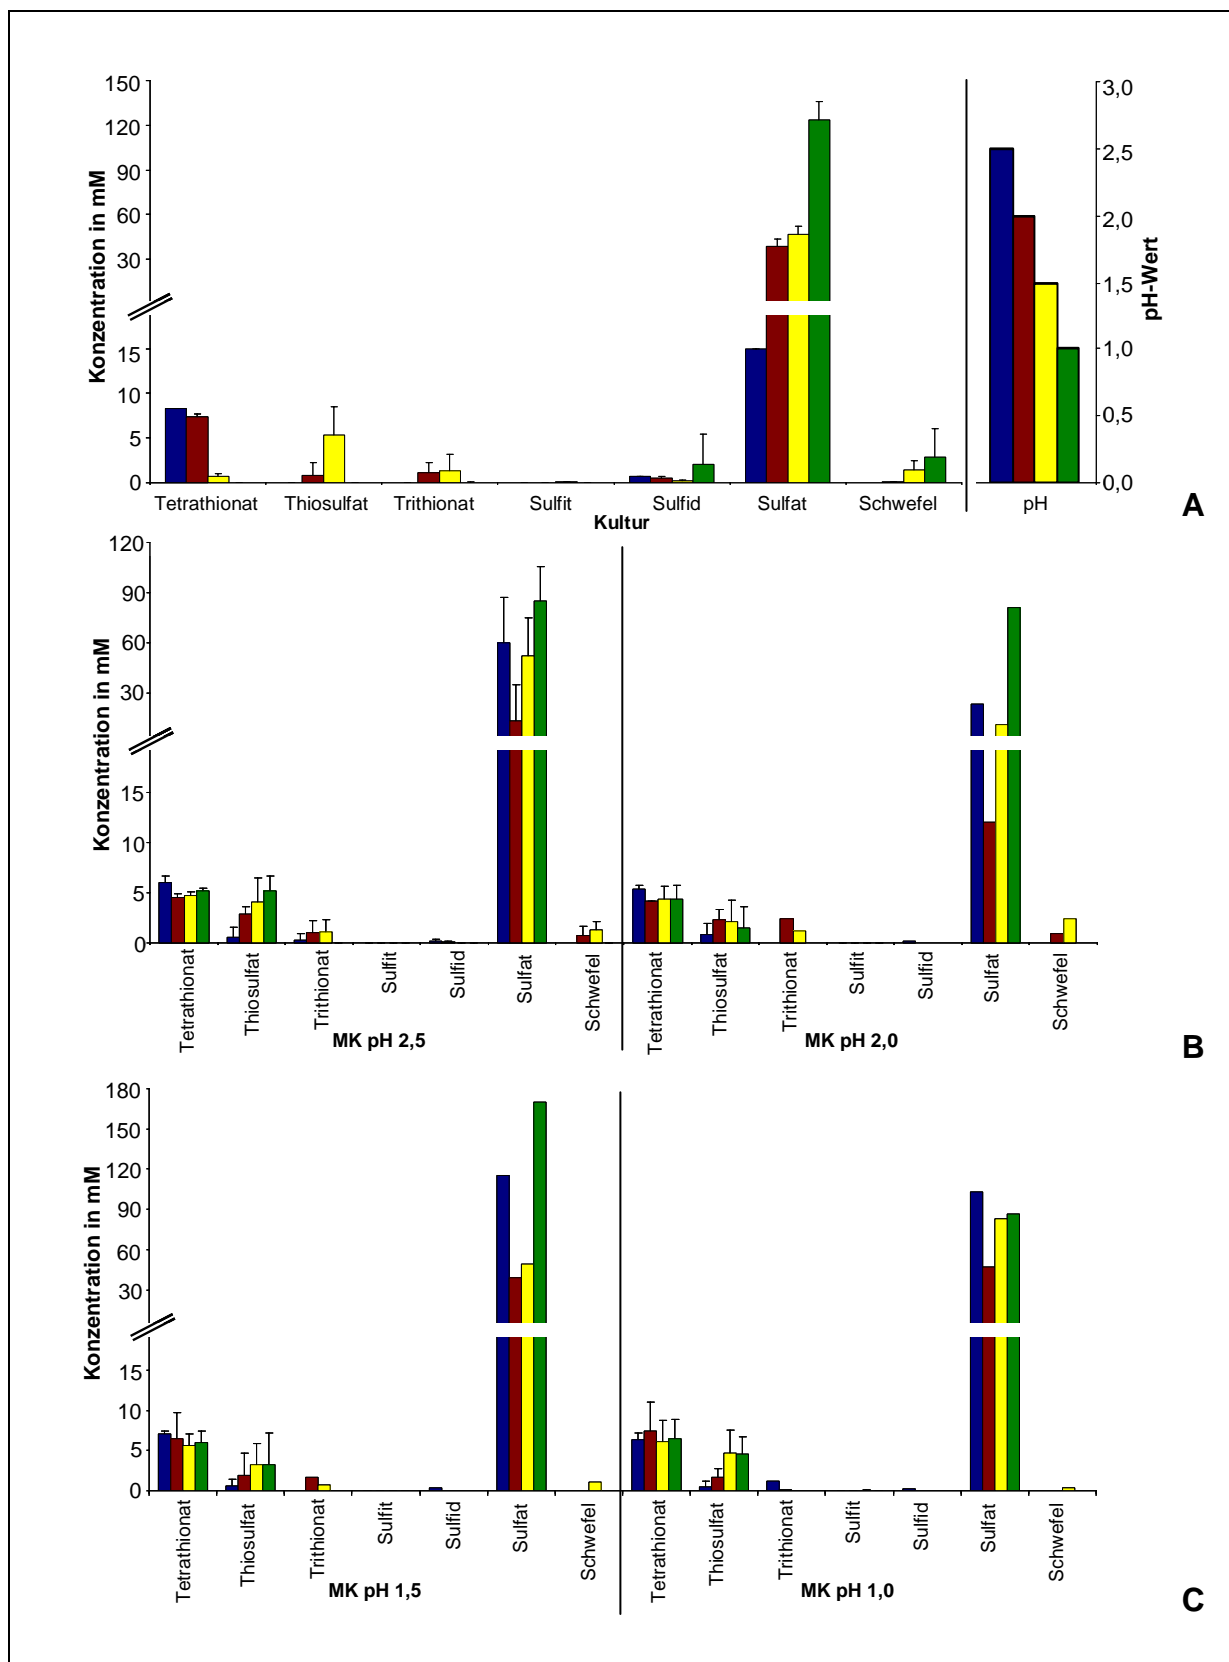 Konzentration in mM
150
120
90
60
30
15
10
5
0
Tetrathionat Thiosulfat Trithionat Sulfit Sulfid Sulfat Schwefel pH
Kultur
3,0
2,5
2,0
1,5
1,0
0,5
0,0
pH-Wert
A
Konzentration in mM
120
90
60
30
15
10
5
0
Tetrathionat
Thiosulfat
Trithionat
Sulfit
Sulfid
Sulfat
Schwefel
Tetrathionat
Thiosulfat
Trithionat
Sulfit
Sulfid
Sulfat
Schwefel
MK pH 2,5 MK pH 2,0
B
Konzentration in mM
180
150
120
90
60
30
15
10
5
0
Tetrathionat
Thiosulfat
Trithionat
Sulfit
Sulfid
Sulfat
Schwefel
Tetrathionat
Thiosulfat
Trithionat
Sulfit
Sulfid
Sulfat
Schwefel
MK pH 1,5 MK pH 1,0
C